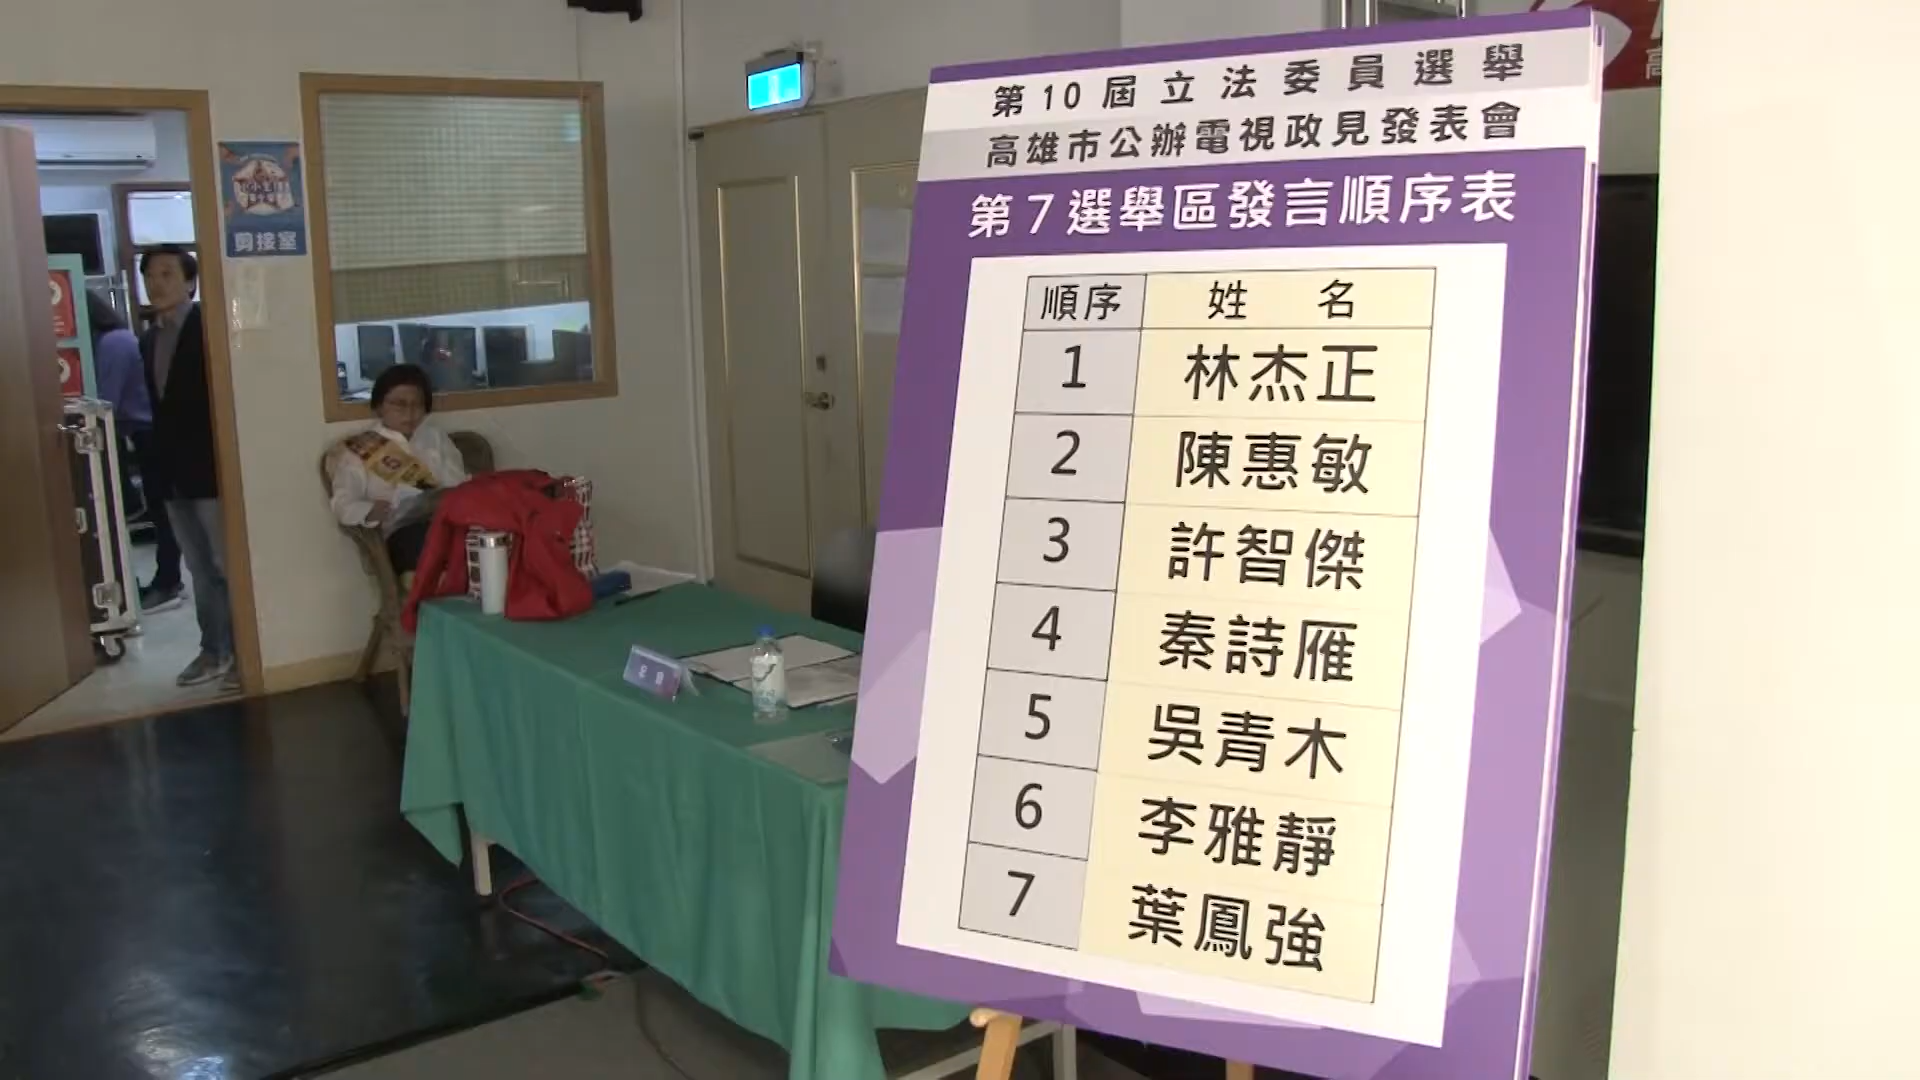 第10屆立法委員選舉
高雄市公辦電視政見發表會
第7選舉區發言順序表
順序 姓名
1 林杰正
2 陳惠敏
3 許智傑
4 秦詩雁
5 吳青木
6 李雅靜
7 葉鳳強
剪接室